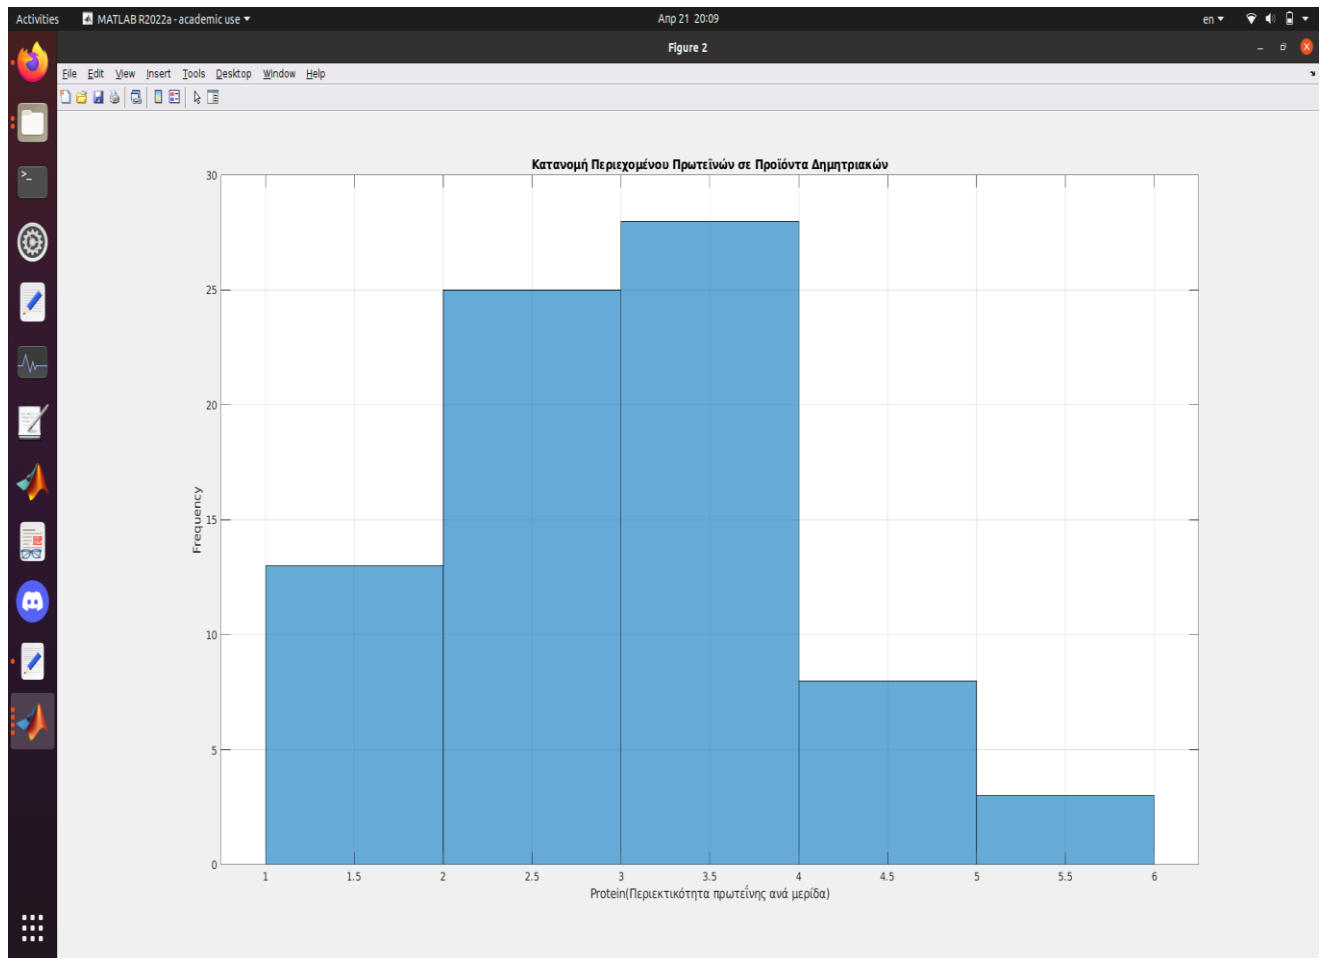 Activities MATLAB R2022a - academic use Απρ 21 20:09 en
Figure 2
File Edit View Insert Tools Desktop Window Help
Κατανομή Περιεχομένου Πρωτεϊνών σε Προϊόντα Δημητριακών
30
25
20
15
10
5
0
Frequency
1 1.5 2 2.5 3 3.5 4 4.5 5 5.5 6
Protein(Περιεκτικότητα πρωτεΐνης ανά μερίδα)